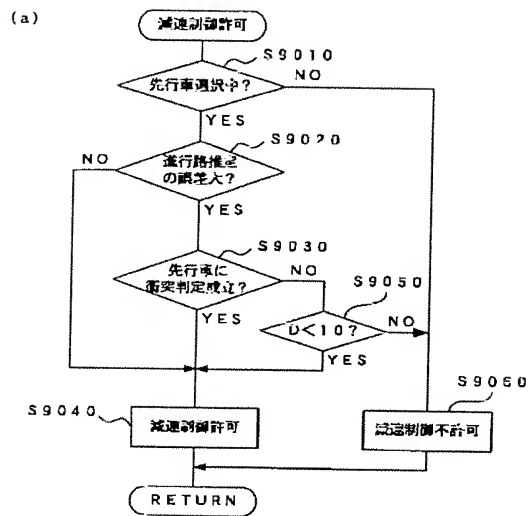 (a)
減速制御許可
S9010
先行車選択中?
NO
YES
S9020
NO
進行路推定
の誤差大?
YES
S9030
先行車に
衝突判定成立?
NO
S9050
YES
D<10?
NO
YES
S9040
S9060
減速制御許可
減速制御不許可
RETURN